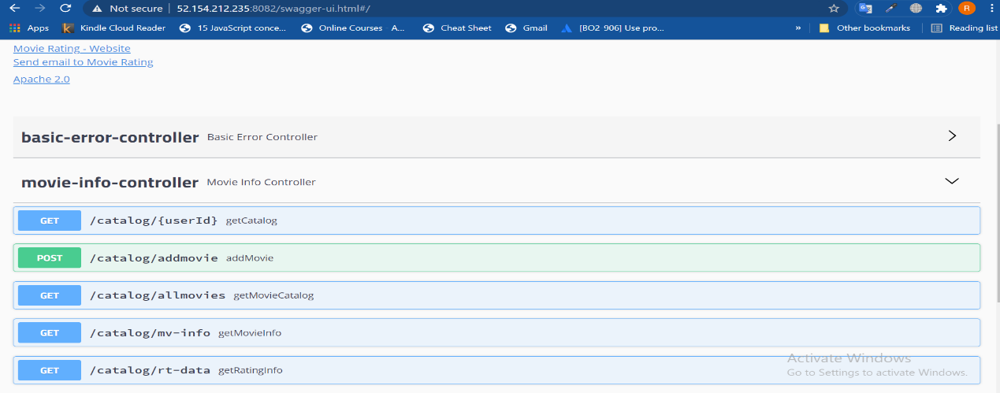 Not secure | 52.154.212.235:8082/swagger-ui.html#/
R
Apps Kindle Cloud Reader 15 JavaScript conce... Online Courses - A... Cheat Sheet Gmail [BO2_906] Use pro... » Other bookmarks Reading list
Movie Rating - Website
Send email to Movie Rating
Apache 2.0
basic-error-controller Basic Error Controller
movie-info-controller Movie Info Controller
GET /catalog/{userId} getCatalog
POST /catalog/addmovie addMovie
GET /catalog/allmovies getMovieCatalog
GET /catalog/mv-info getMovieInfo
GET /catalog/rt-data getRatingInfo
Activate Windows
Go to Settings to activate Windows.